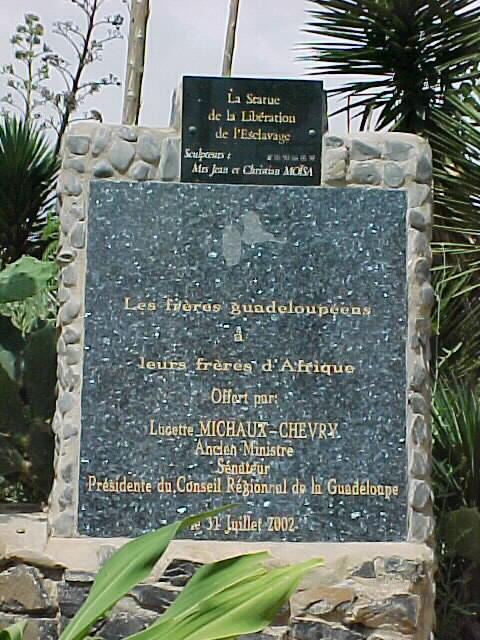 La Statue
de la Libération
de l'Esclavage
Sculpteurs :
Mrs Jean et Christian MOÏSA
Les frères guadeloupéens
à
leurs frères d'Afrique
Offert par:
Lucette MICHAUX-CHEVRY
Ancien Ministre
Sénateur
Présidente du Conseil Régional de la Guadeloupe
le 31 Juillet 2002